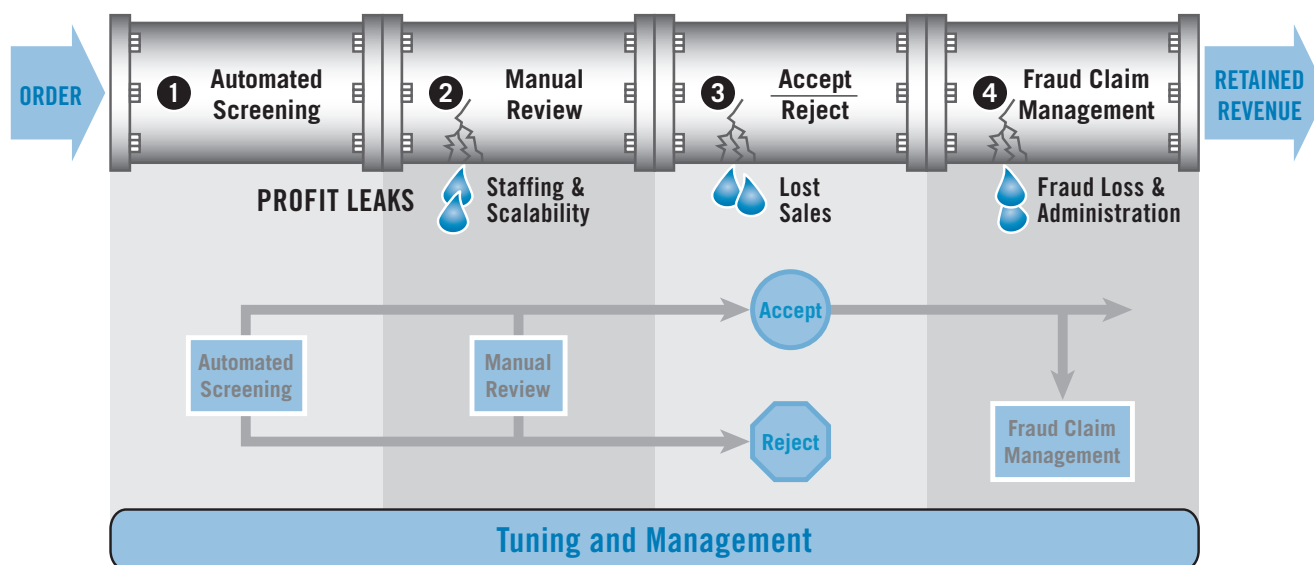 ORDER
1 Automated
Screening
2 Manual
Review
3 Accept
Reject
4 Fraud Claim
Management
RETAINED
REVENUE
PROFIT LEAKS
Staffing &
Scalability
Lost
Sales
Fraud Loss &
Administration
Automated
Screening
Manual
Review
Accept
Reject
Fraud Claim
Management
Tuning and Management